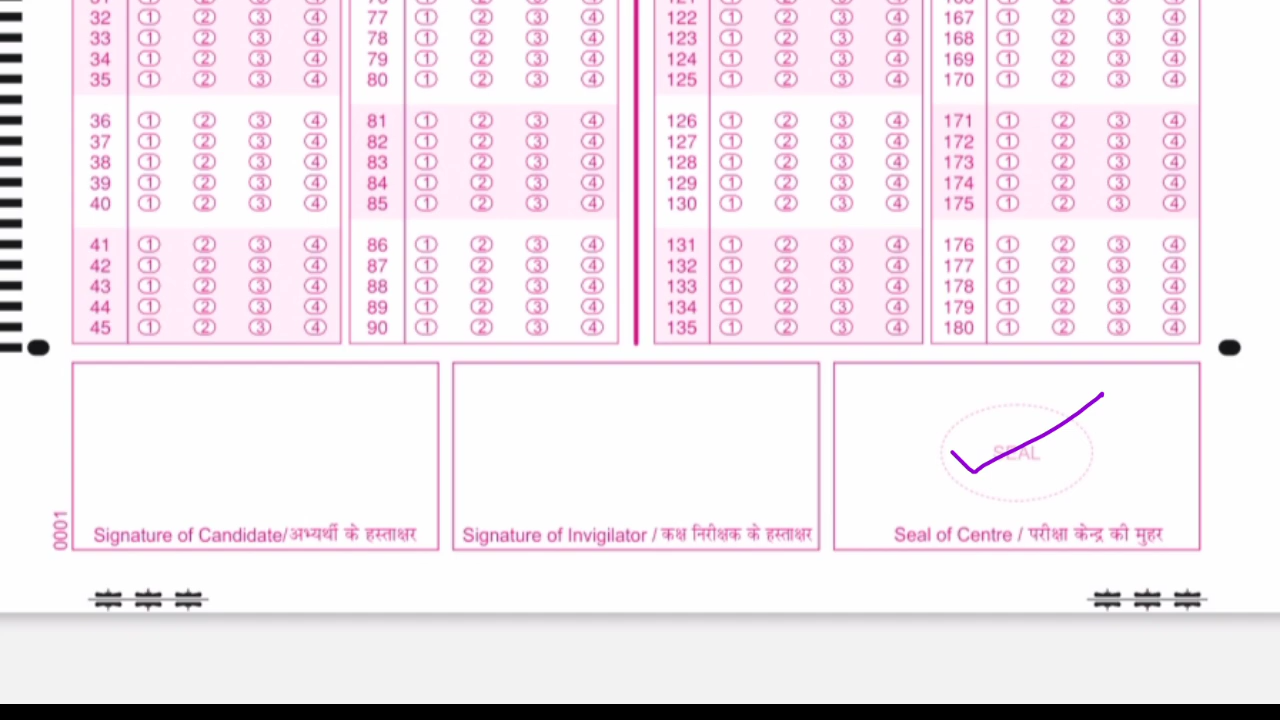 32 1 2 3 4 77 1 2 3 4 122 1 2 3 4 167 1 2 3 4
33 1 2 3 4 78 1 2 3 4 123 1 2 3 4 168 1 2 3 4
34 1 2 3 4 79 1 2 3 4 124 1 2 3 4 169 1 2 3 4
35 1 2 3 4 80 1 2 3 4 125 1 2 3 4 170 1 2 3 4
36 1 2 3 4 81 1 2 3 4 126 1 2 3 4 171 1 2 3 4
37 1 2 3 4 82 1 2 3 4 127 1 2 3 4 172 1 2 3 4
38 1 2 3 4 83 1 2 3 4 128 1 2 3 4 173 1 2 3 4
39 1 2 3 4 84 1 2 3 4 129 1 2 3 4 174 1 2 3 4
40 1 2 3 4 85 1 2 3 4 130 1 2 3 4 175 1 2 3 4
41 1 2 3 4 86 1 2 3 4 131 1 2 3 4 176 1 2 3 4
42 1 2 3 4 87 1 2 3 4 132 1 2 3 4 177 1 2 3 4
43 1 2 3 4 88 1 2 3 4 133 1 2 3 4 178 1 2 3 4
44 1 2 3 4 89 1 2 3 4 134 1 2 3 4 179 1 2 3 4
45 1 2 3 4 90 1 2 3 4 135 1 2 3 4 180 1 2 3 4
SEAL
0001
Signature of Candidate/अभ्यर्थी के हस्ताक्षर
Signature of Invigilator / कक्ष निरीक्षक के हस्ताक्षर
Seal of Centre / परीक्षा केन्द्र की मुहर